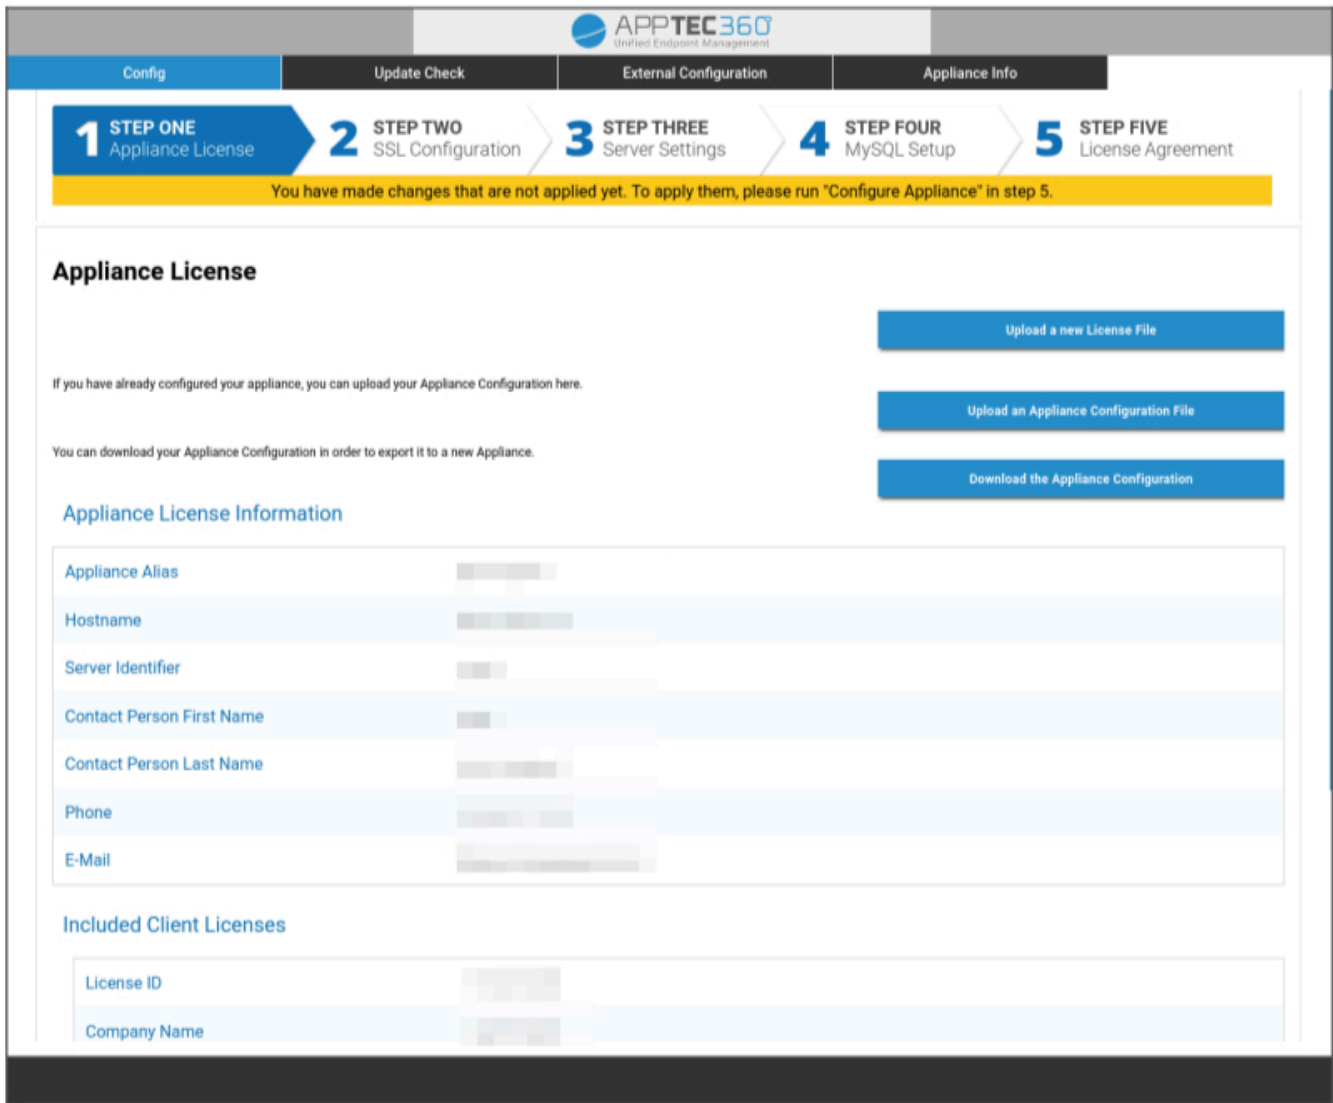 APPTEC360
Unified Endpoint Management
Config
Update Check
External Configuration
Appliance Info
1 STEP ONE
Appliance License
2 STEP TWO
SSL Configuration
3 STEP THREE
Server Settings
4 STEP FOUR
MySQL Setup
5 STEP FIVE
License Agreement
You have made changes that are not applied yet. To apply them, please run "Configure Appliance" in step 5.
Appliance License
Upload a new License File
If you have already configured your appliance, you can upload your Appliance Configuration here.
Upload an Appliance Configuration File
You can download your Appliance Configuration in order to export it to a new Appliance.
Download the Appliance Configuration
Appliance License Information
Appliance Alias
Hostname
Server Identifier
Contact Person First Name
Contact Person Last Name
Phone
E-Mail
Included Client Licenses
License ID
Company Name